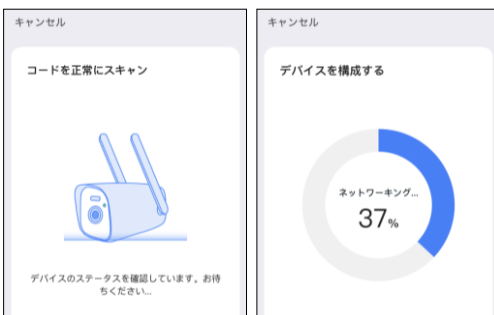 キャンセル
コードを正常にスキャン
デバイスのステータスを確認しています。お待
ちください...
キャンセル
デバイスを構成する
ネットワーキング...
37%